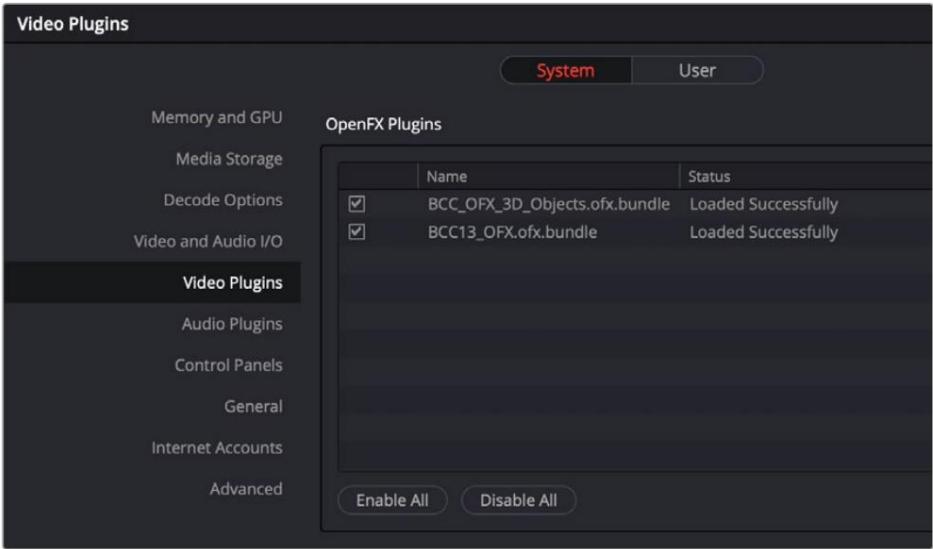 Video Plugins
System User
Memory and GPU
Media Storage
Decode Options
Video and Audio I/O
Video Plugins
Audio Plugins
Control Panels
General
Internet Accounts
Advanced
OpenFX Plugins
Name Status
BCC_OFX_3D_Objects.ofx.bundle Loaded Successfully
BCC13_OFX.ofx.bundle Loaded Successfully
Enable All Disable All